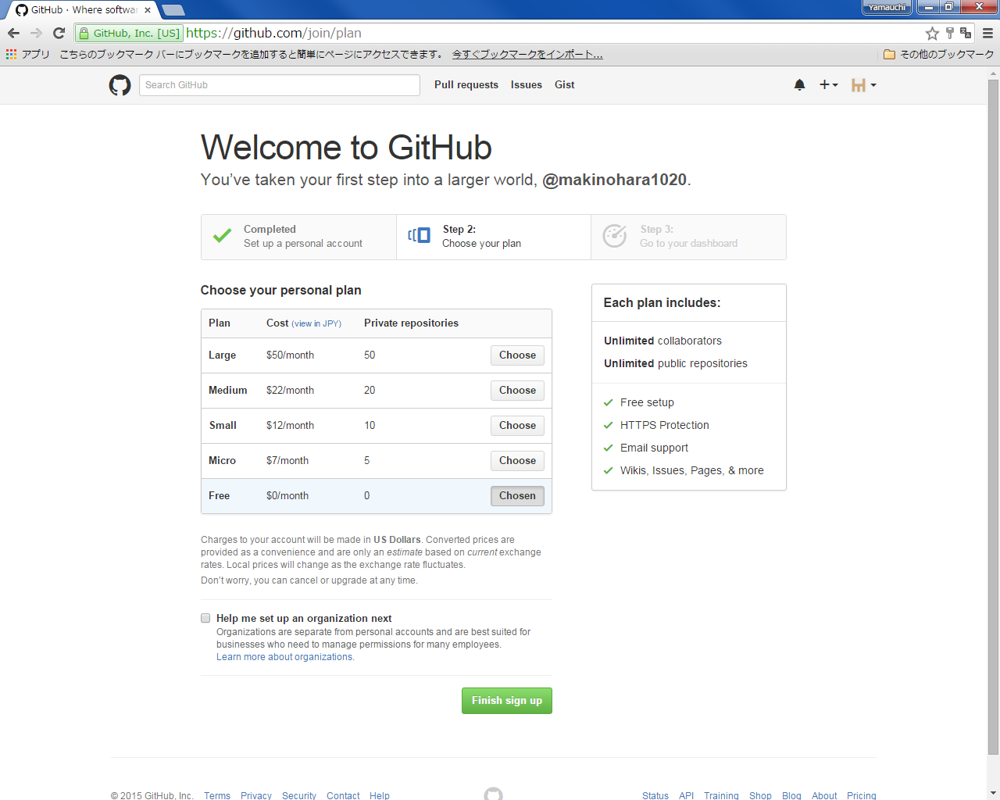 GitHub · Where softwa
Yamauchi
GitHub, Inc. [US] https://github.com/join/plan
アプリ このブックマーク バーにブックマークを追加すると簡単にページにアクセスできます。 今すぐブックマークをインポート... その他のブックマーク
Search GitHub Pull requests Issues Gist
Welcome to GitHub
You've taken your first step into a larger world, @makinohara1020.
Completed
Set up a personal account
Step 2:
Choose your plan
Step 3:
Go to your dashboard
Choose your personal plan
Plan Cost (view in JPY) Private repositories
Large $50/month 50 Choose
Medium $22/month 20 Choose
Small $12/month 10 Choose
Micro $7/month 5 Choose
Free $0/month 0 Chosen
Each plan includes:
Unlimited collaborators
Unlimited public repositories
Free setup
HTTPS Protection
Email support
Wikis, Issues, Pages, & more
Charges to your account will be made in US Dollars. Converted prices are
provided as a convenience and are only an estimate based on current exchange
rates. Local prices will change as the exchange rate fluctuates.
Don't worry, you can cancel or upgrade at any time.
Help me set up an organization next
Organizations are separate from personal accounts and are best suited for
businesses who need to manage permissions for many employees.
Learn more about organizations.
Finish sign up
© 2015 GitHub, Inc. Terms Privacy Security Contact Help Status API Training Shop Blog About Pricing